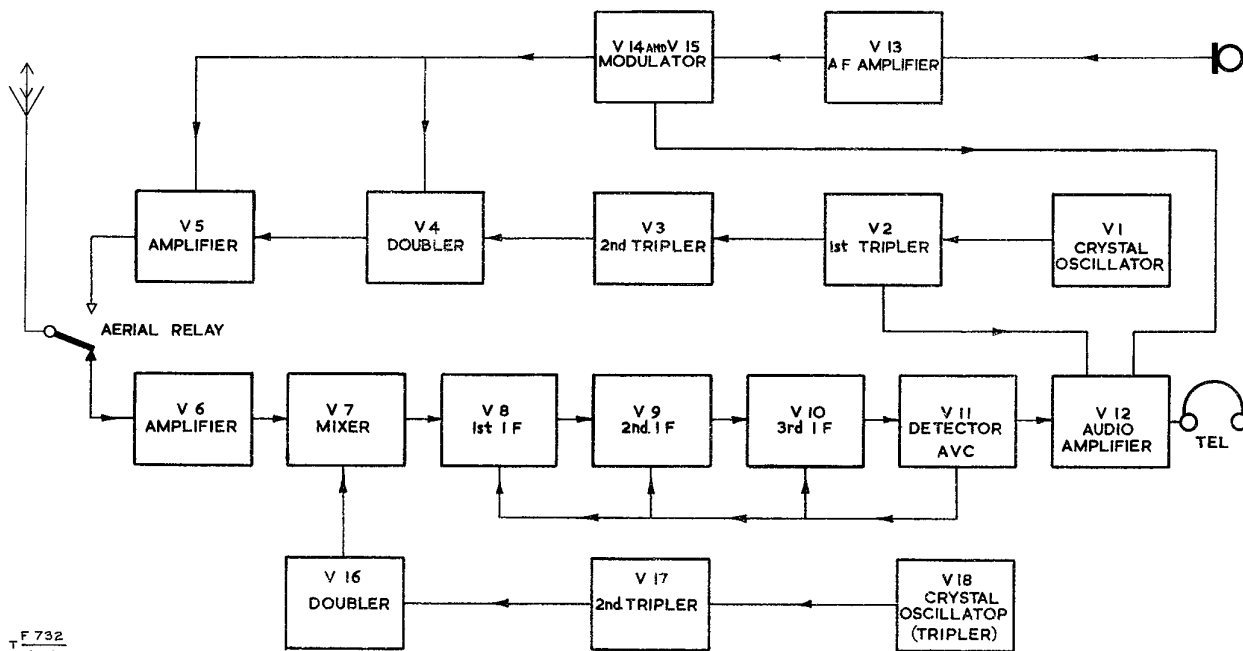 V 14 AND V 15
MODULATOR
V 13
A F AMPLIFIER
V 5
AMPLIFIER
V 4
DOUBLER
V 3
2nd TRIPLER
V 2
1st TRIPLER
V 1
CRYSTAL
OSCILLATOR
AERIAL RELAY
V 6
AMPLIFIER
V 7
MIXER
V 8
1st I F
V 9
2nd. I F
V 10
3rd I F
V 11
DETECTOR
AVC
V 12
AUDIO
AMPLIFIER
TEL
V 16
DOUBLER
V 17
2nd TRIPLER
V18
CRYSTAL
OSCILLATOP
(TRIPLER)
F 732
T